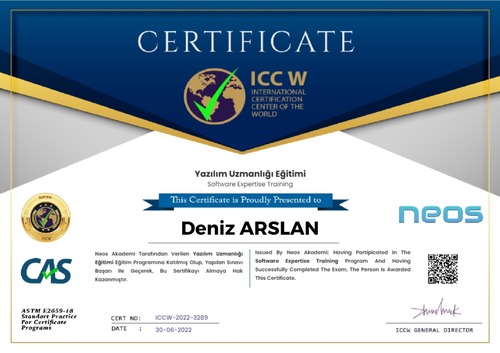 CERTIFICATE
ICC W
INTERNATIONAL
CERTIFICATION
CENTER OF THE
WORLD
Yazılım Uzmanlığı Eğitimi
Software Expertise Training
This Certificate is Proudly Presented to
Deniz ARSLAN
neos
ICCW
CAS
Neos Akademi Tarafından Verilen Yazılım Uzmanlığı
Eğitimi Eğitim Programına Katılmış Olup, Yapılan Sınavı
Başarı ile Geçerek, Bu Sertifikayı Almaya Hak
Kazanmıştır.
Issued By Neos Akademi; Having Partipicated In The
Software Expertise Training Program And Having
Successfully Completed The Exam, The Person Is Awarded
This Certificate.
ASTM E2659-18
Standart Practice
For Certificate
Programs
CERT NO: ICCW-2022-3289
DATE : 30-06-2022
ICCW GENERAL DIRECTOR